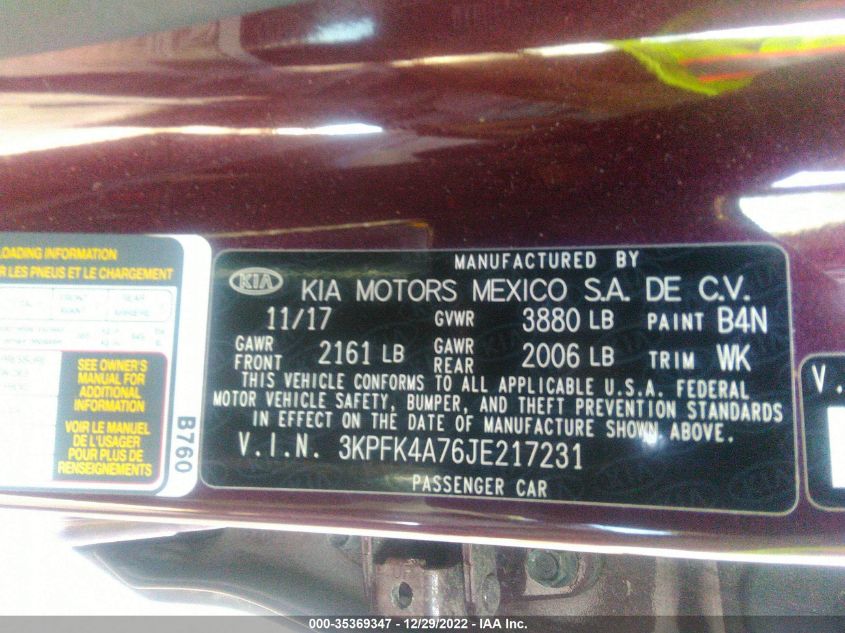 LOADING INFORMATION
LES PNEUS ET LE CHARGEMENT
SEE OWNER'S
MANUAL FOR
ADDITIONAL
INFORMATION
VOIR LE MANUEL
DE L'USAGER
POUR PLUS DE
RENSEIGNEMENTS
B760
MANUFACTURED BY
KIA KIA MOTORS MEXICO S.A. DE C.V.
11/17 GVWR 3880 LB PAINT B4N
GAWR FRONT 2161 LB GAWR REAR 2006 LB TRIM WK
THIS VEHICLE CONFORMS TO ALL APPLICABLE U.S.A. FEDERAL
MOTOR VEHICLE SAFETY, BUMPER, AND THEFT PREVENTION STANDARDS
IN EFFECT ON THE DATE OF MANUFACTURE SHOWN ABOVE.
V.I.N. 3KPFK4A76JE217231
PASSENGER CAR
V.
000-35369347 - 12/29/2022 - IAA Inc.